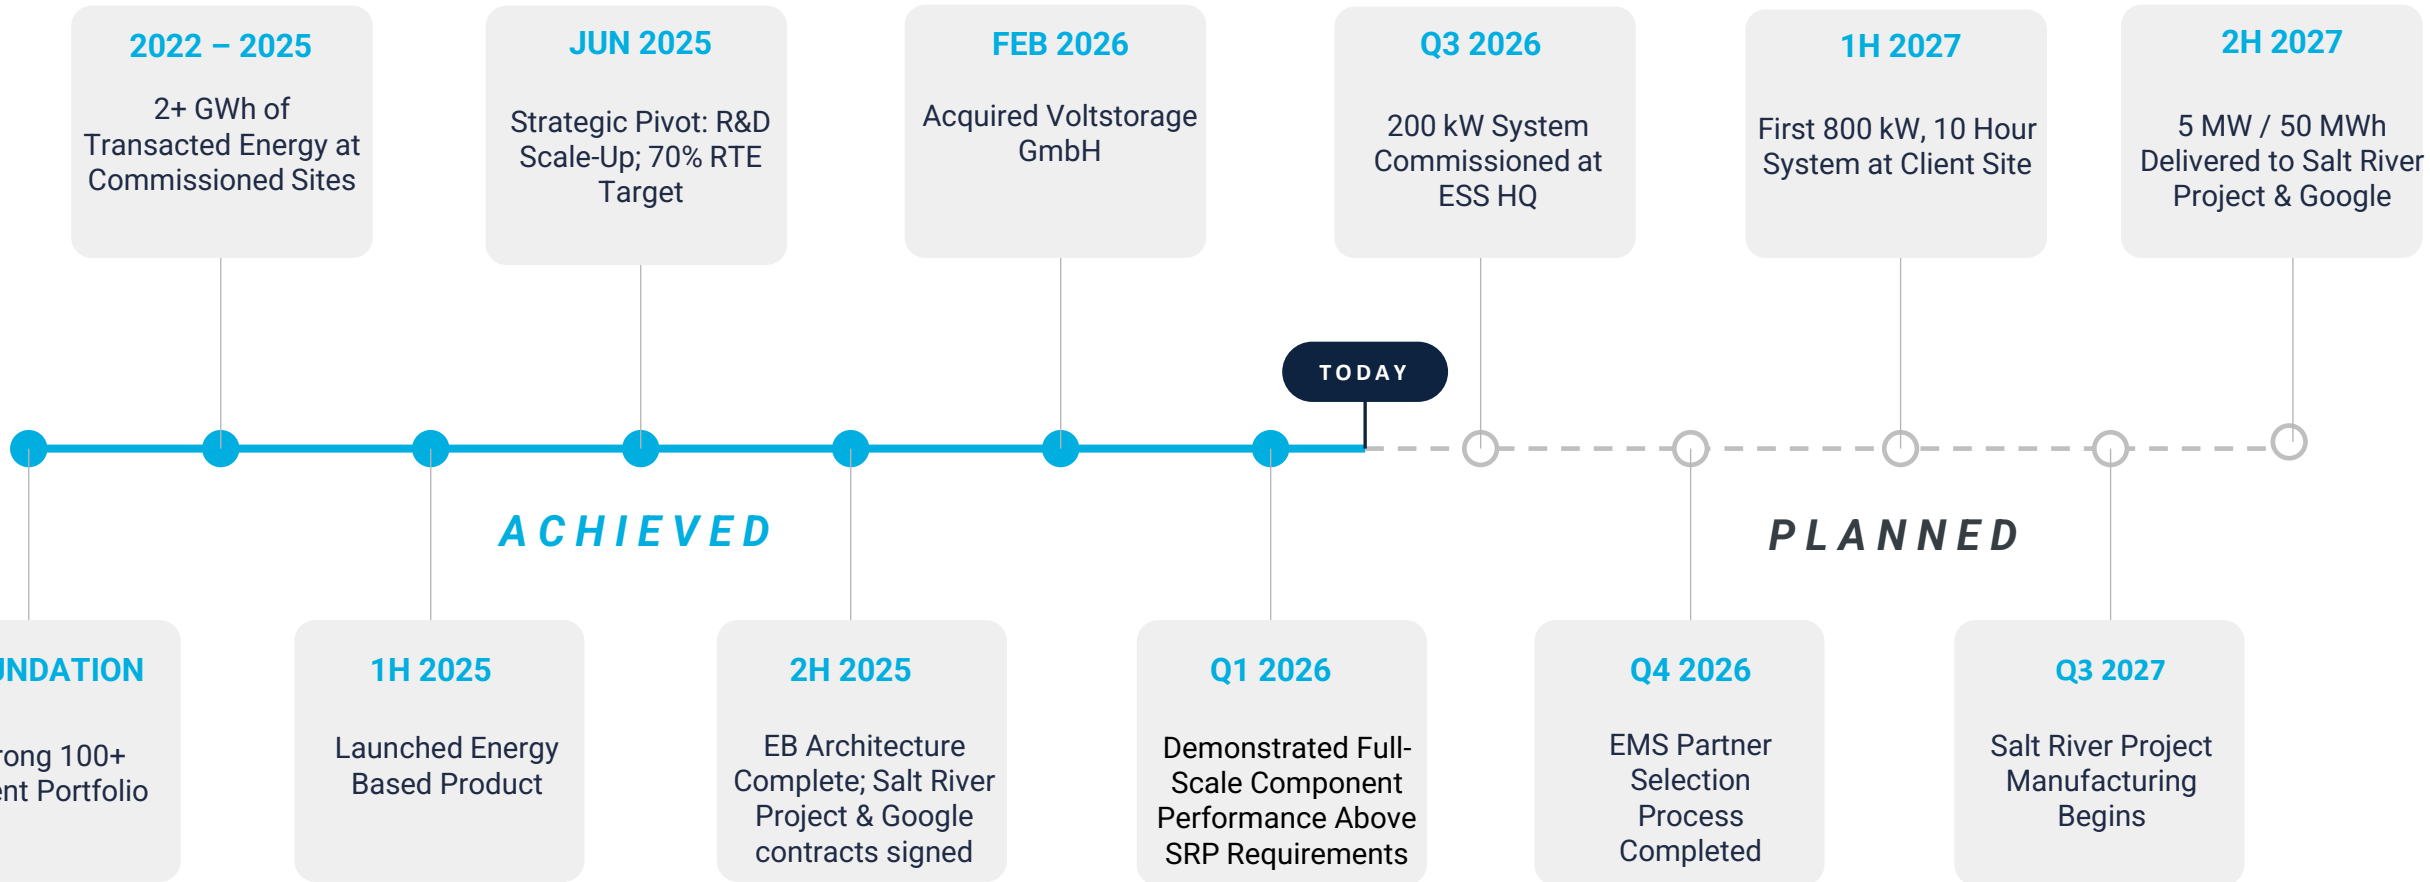 2022 – 2025
2+ GWh of
Transacted Energy at
Commissioned Sites
JUN 2025
Strategic Pivot: R&D
Scale-Up; 70% RTE
Target
FEB 2026
Acquired Voltstorage
GmbH
Q3 2026
200 kW System
Commissioned at
ESS HQ
1H 2027
First 800 kW, 10 Hour
System at Client Site
2H 2027
5 MW / 50 MWh
Delivered to Salt River
Project & Google
TODAY
ACHIEVED
PLANNED
100+
Portfolio
1H 2025
Launched Energy
Based Product
2H 2025
EB Architecture
Complete; Salt River
Project & Google
contracts signed
Q1 2026
Demonstrated Full-
Scale Component
Performance Above
SRP Requirements
Q4 2026
EMS Partner
Selection
Process
Completed
Q3 2027
Salt River Project
Manufacturing
Begins